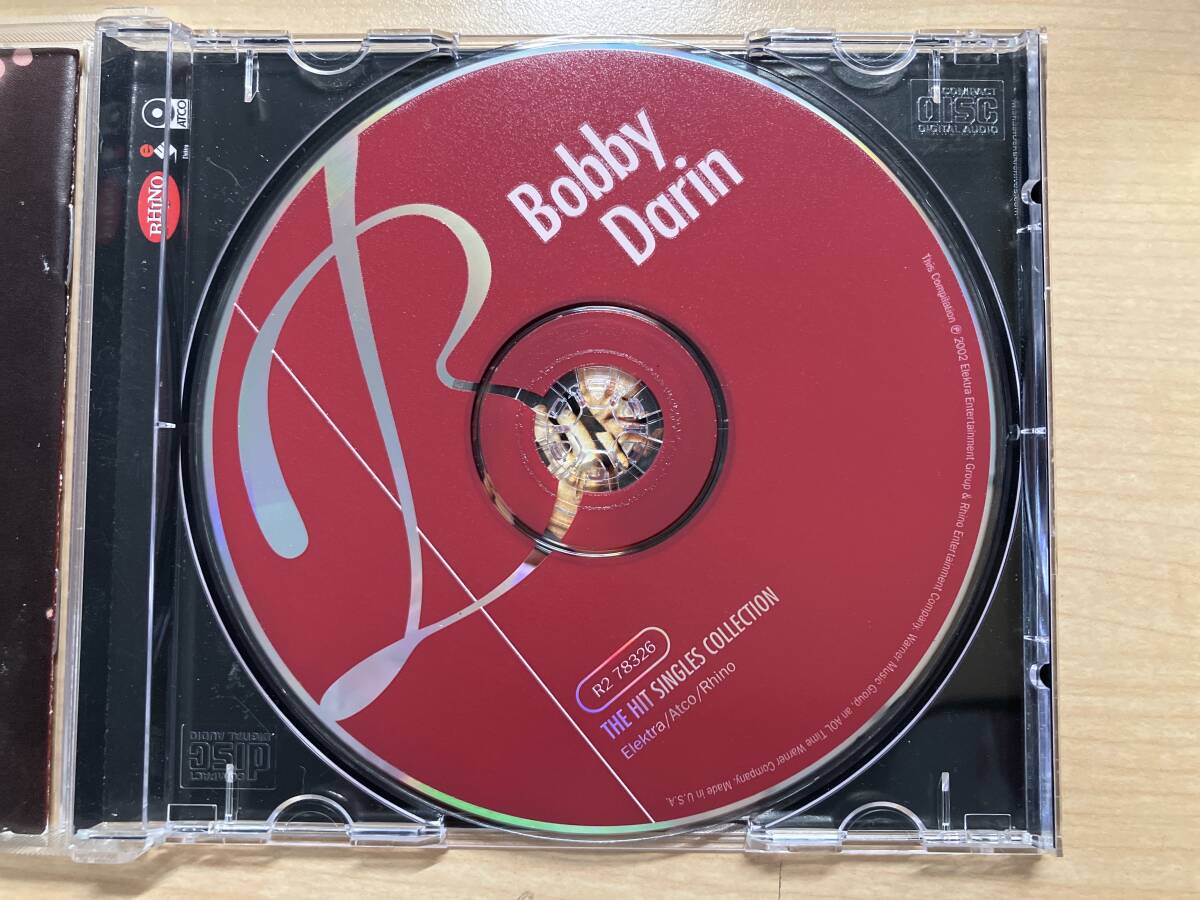 Bobby
Darin
R2 78326
THE HIT SINGLES COLLECTION
Elektra/Atco/Rhino
This Compilation ℗ 2002 Elektra Entertainment Group & Rhino Entertainment Company. Warner Music Group, an AOL Time Warner Company. Made in U.S.A.
ATCO
e
RHINO
COMPACT
disc
DIGITAL AUDIO
COMPACT
disc
DIGITAL AUDIO